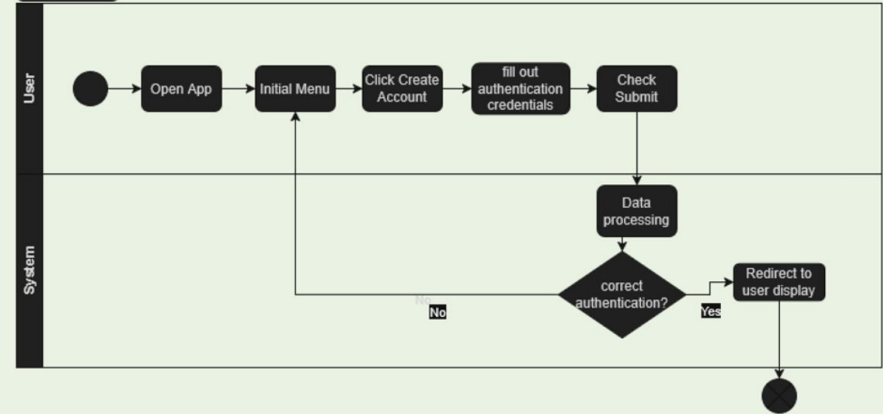 User
Open App
Initial Menu
Click Create
Account
fill out
authentication
credentials
Check
Submit
System
Data
processing
correct
authentication?
Redirect to
user display
No
No
Yes